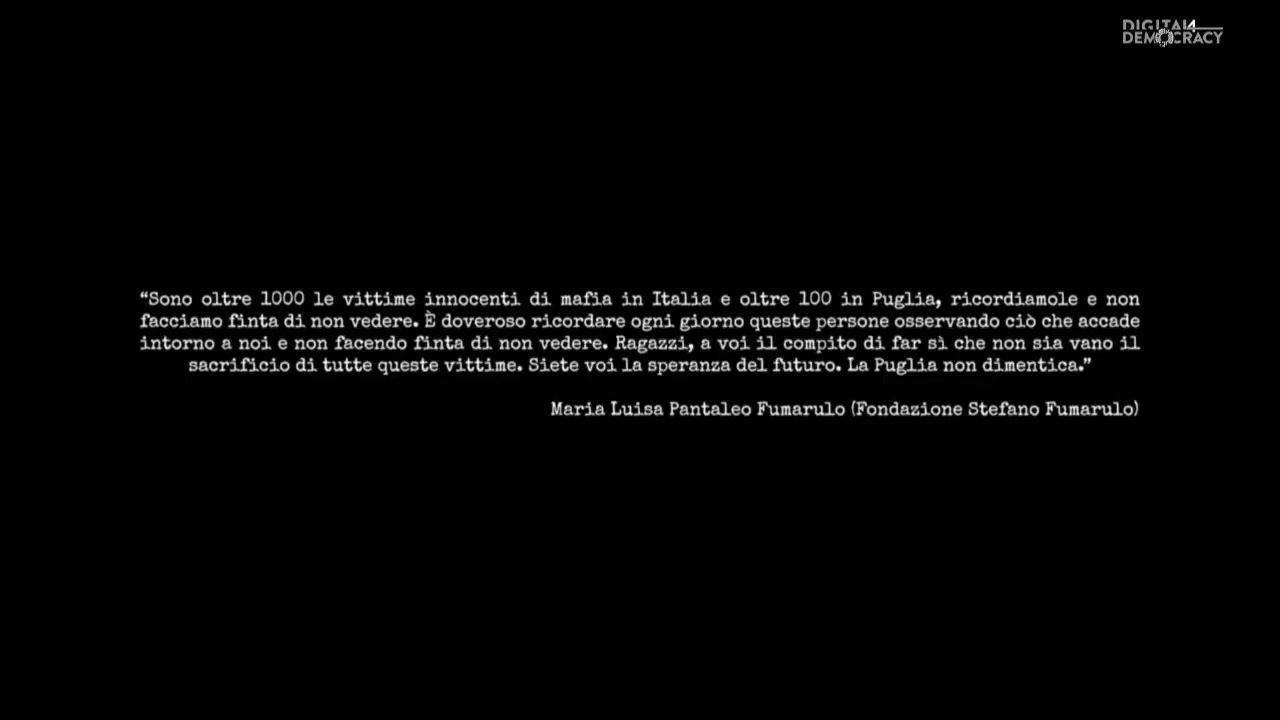 DIGITAL4
DEMOCRACY
“Sono oltre 1000 le vittime innocenti di mafia in Italia e oltre 100 in Puglia, ricordiamole e non
facciamo finta di non vedere. È doveroso ricordare ogni giorno queste persone osservando ciò che accade
intorno a noi e non facendo finta di non vedere. Ragazzi, a voi il compito di far sì che non sia vano il
sacrificio di tutte queste vittime. Siete voi la speranza del futuro. La Puglia non dimentica.”
Maria Luisa Pantaleo Fumarulo (Fondazione Stefano Fumarulo)